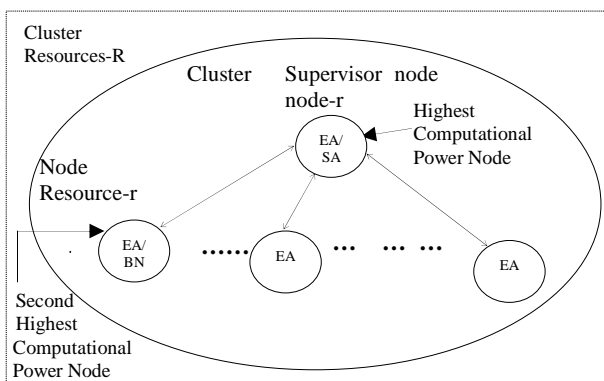 Cluster
Resources-R
Cluster Supervisor node
node-r
Highest
Computational
Power Node
EA/
SA
Node
Resource-r
EA/
BN
...... EA ... ... ...
EA
Second
Highest
Computational
Power Node